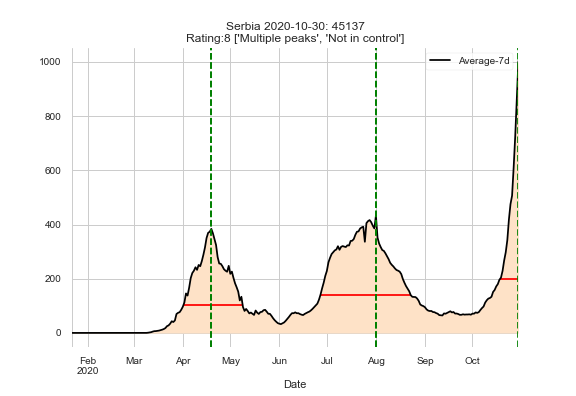 Serbia 2020-10-30: 45137
Rating:8 ['Multiple peaks', 'Not in control']
Average-7d
1000
800
600
400
200
0
Feb Mar Apr May Jun Jul Aug Sep Oct
2020
Date